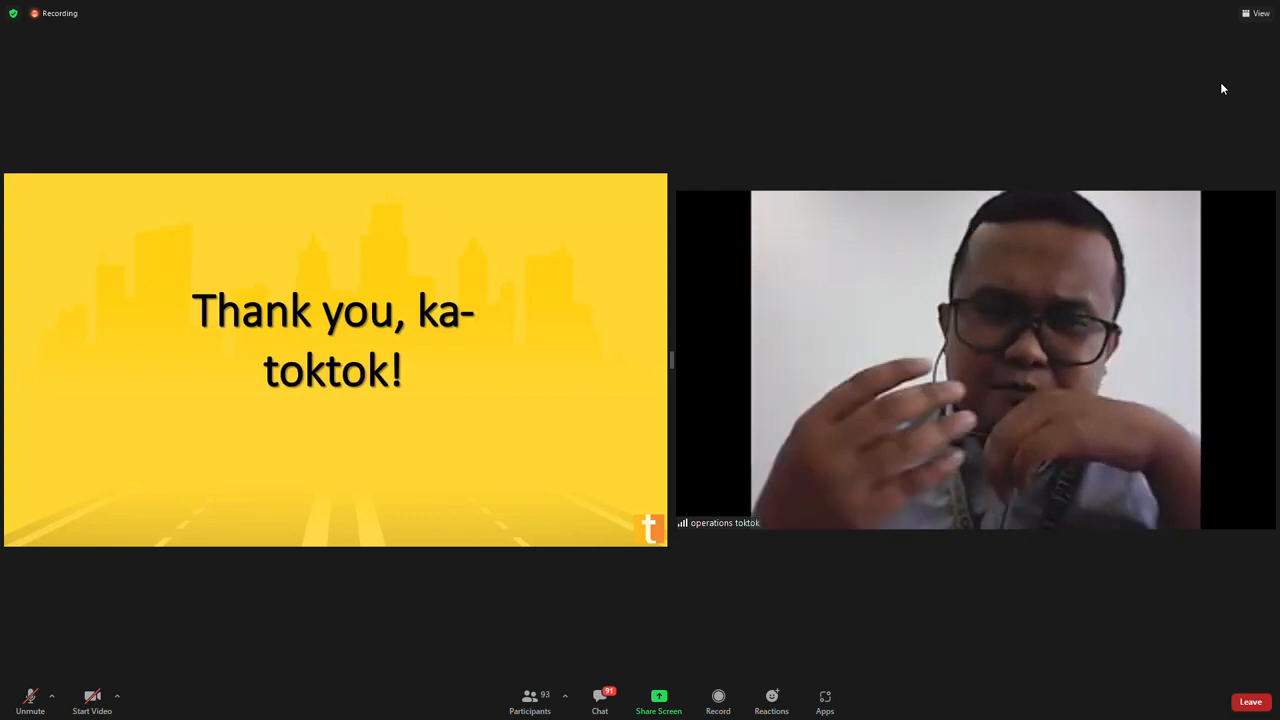 Recording
View
Thank you, ka-
toktok!
t
operations toktok
Unmute
Start Video
93
Participants
91
Chat
Share Screen
Record
Reactions
Apps
Leave